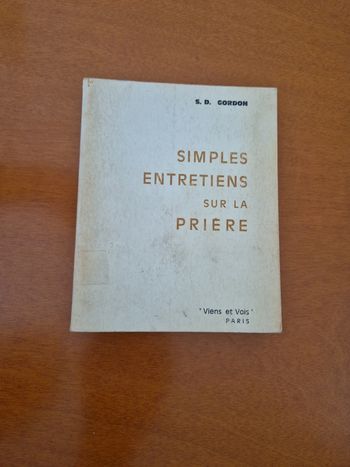 S. D. GORDON
SIMPLES
ENTRETIENS
SUR LA
PRIÈRE
"Viens et Vois"
PARIS